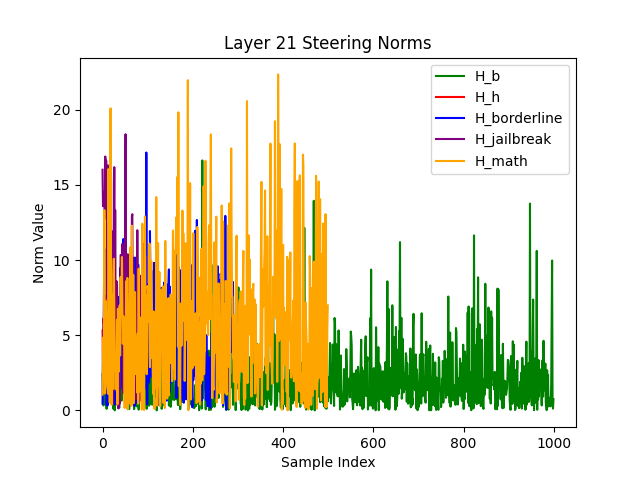 Layer 21 Steering Norms
H_b
H_h
H_borderline
H_jailbreak
H_math
Norm Value
20
15
10
5
0
0
200
400
600
800
1000
Sample Index